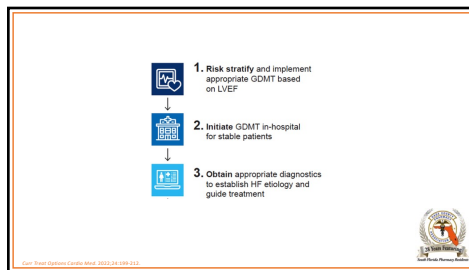 1. Risk stratify and implement
appropriate GDMT based
on LVEF
2. Initiate GDMT in-hospital
for stable patients
3. Obtain appropriate diagnostics
to establish HF etiology and
guide treatment
Curr Treat Options Cardio Med. 2022;24:199-212.